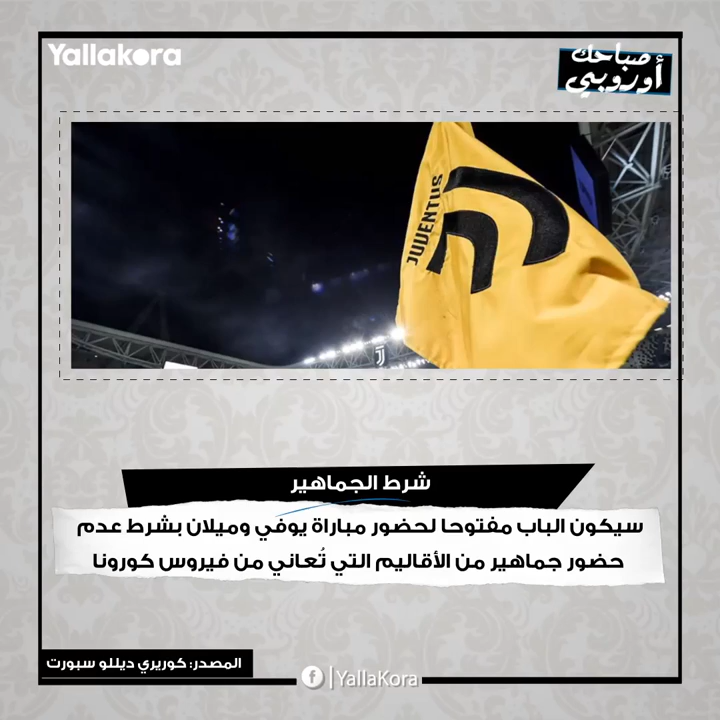 Yallakora
صباحك
أوروبي
JUVENTUS
شرط الجماهير
سيكون الباب مفتوحا لحضور مباراة يوفي وميلان بشرط عدم
حضور جماهير من الأقاليم التي تُعاني من فيروس كورونا
المصدر: كوريري ديللو سبورت
f | YallaKora